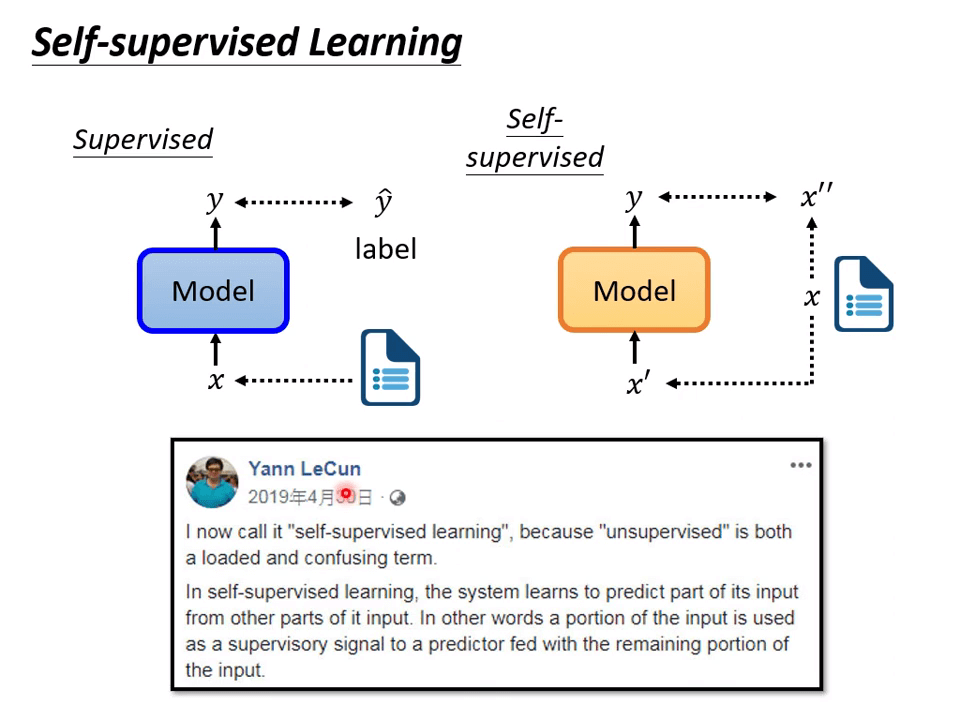 Self-supervised Learning
Supervised
Self-
supervised
y
ŷ
label
Model
x
y
x′′
Model
x
x′
Yann LeCun
2019年4月30日
I now call it "self-supervised learning", because "unsupervised" is both
a loaded and confusing term.
In self-supervised learning, the system learns to predict part of its input
from other parts of it input. In other words a portion of the input is used
as a supervisory signal to a predictor fed with the remaining portion of
the input.